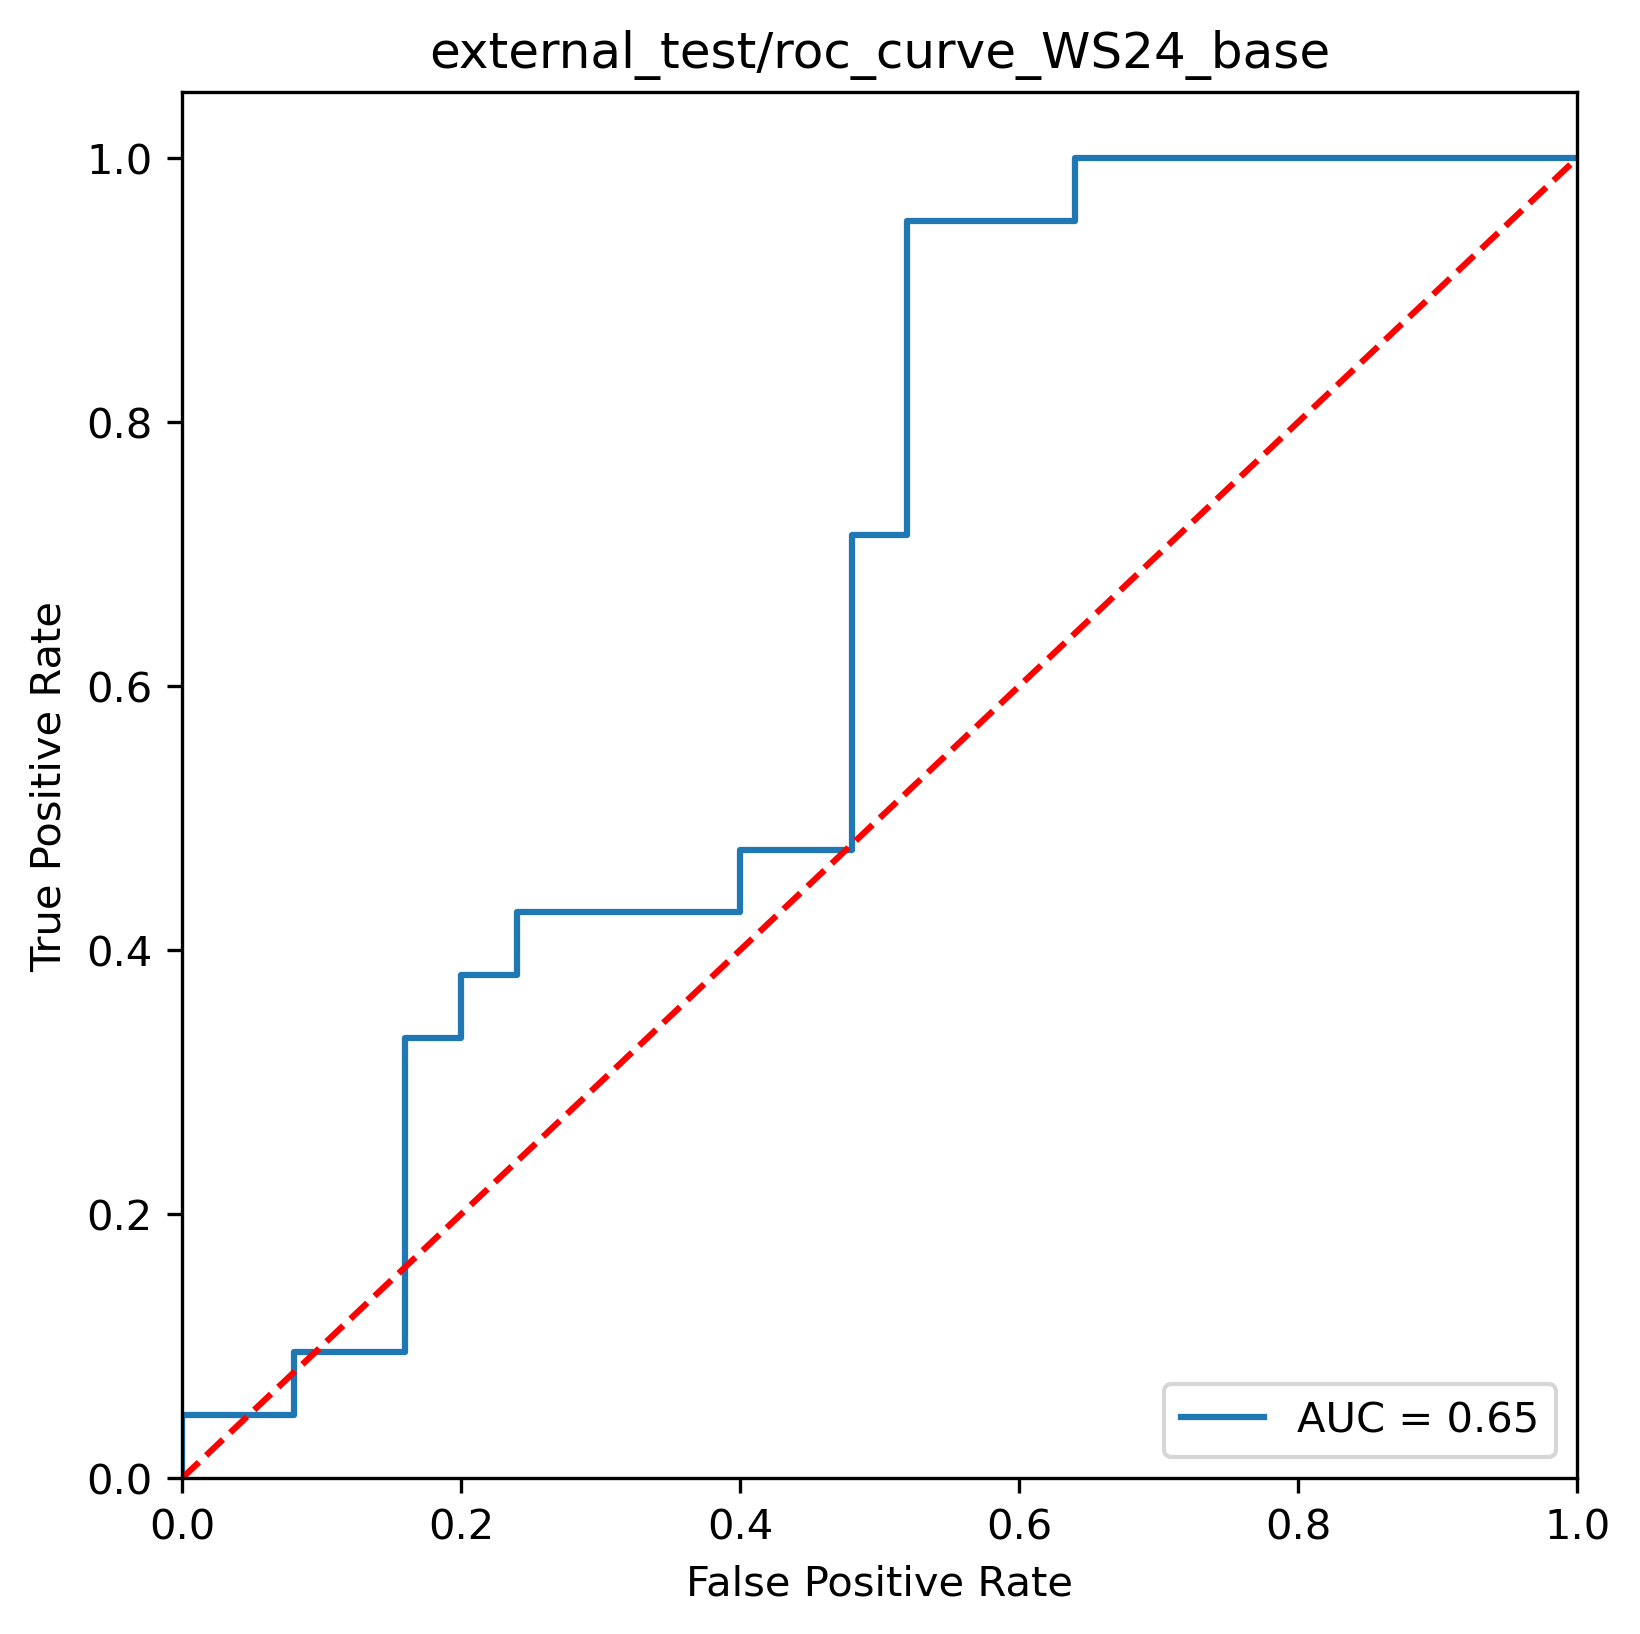 external_test/roc_curve_WS24_base
True Positive Rate
1.0
0.8
0.6
0.4
0.2
0.0
AUC = 0.65
0.0 0.2 0.4 0.6 0.8 1.0
False Positive Rate